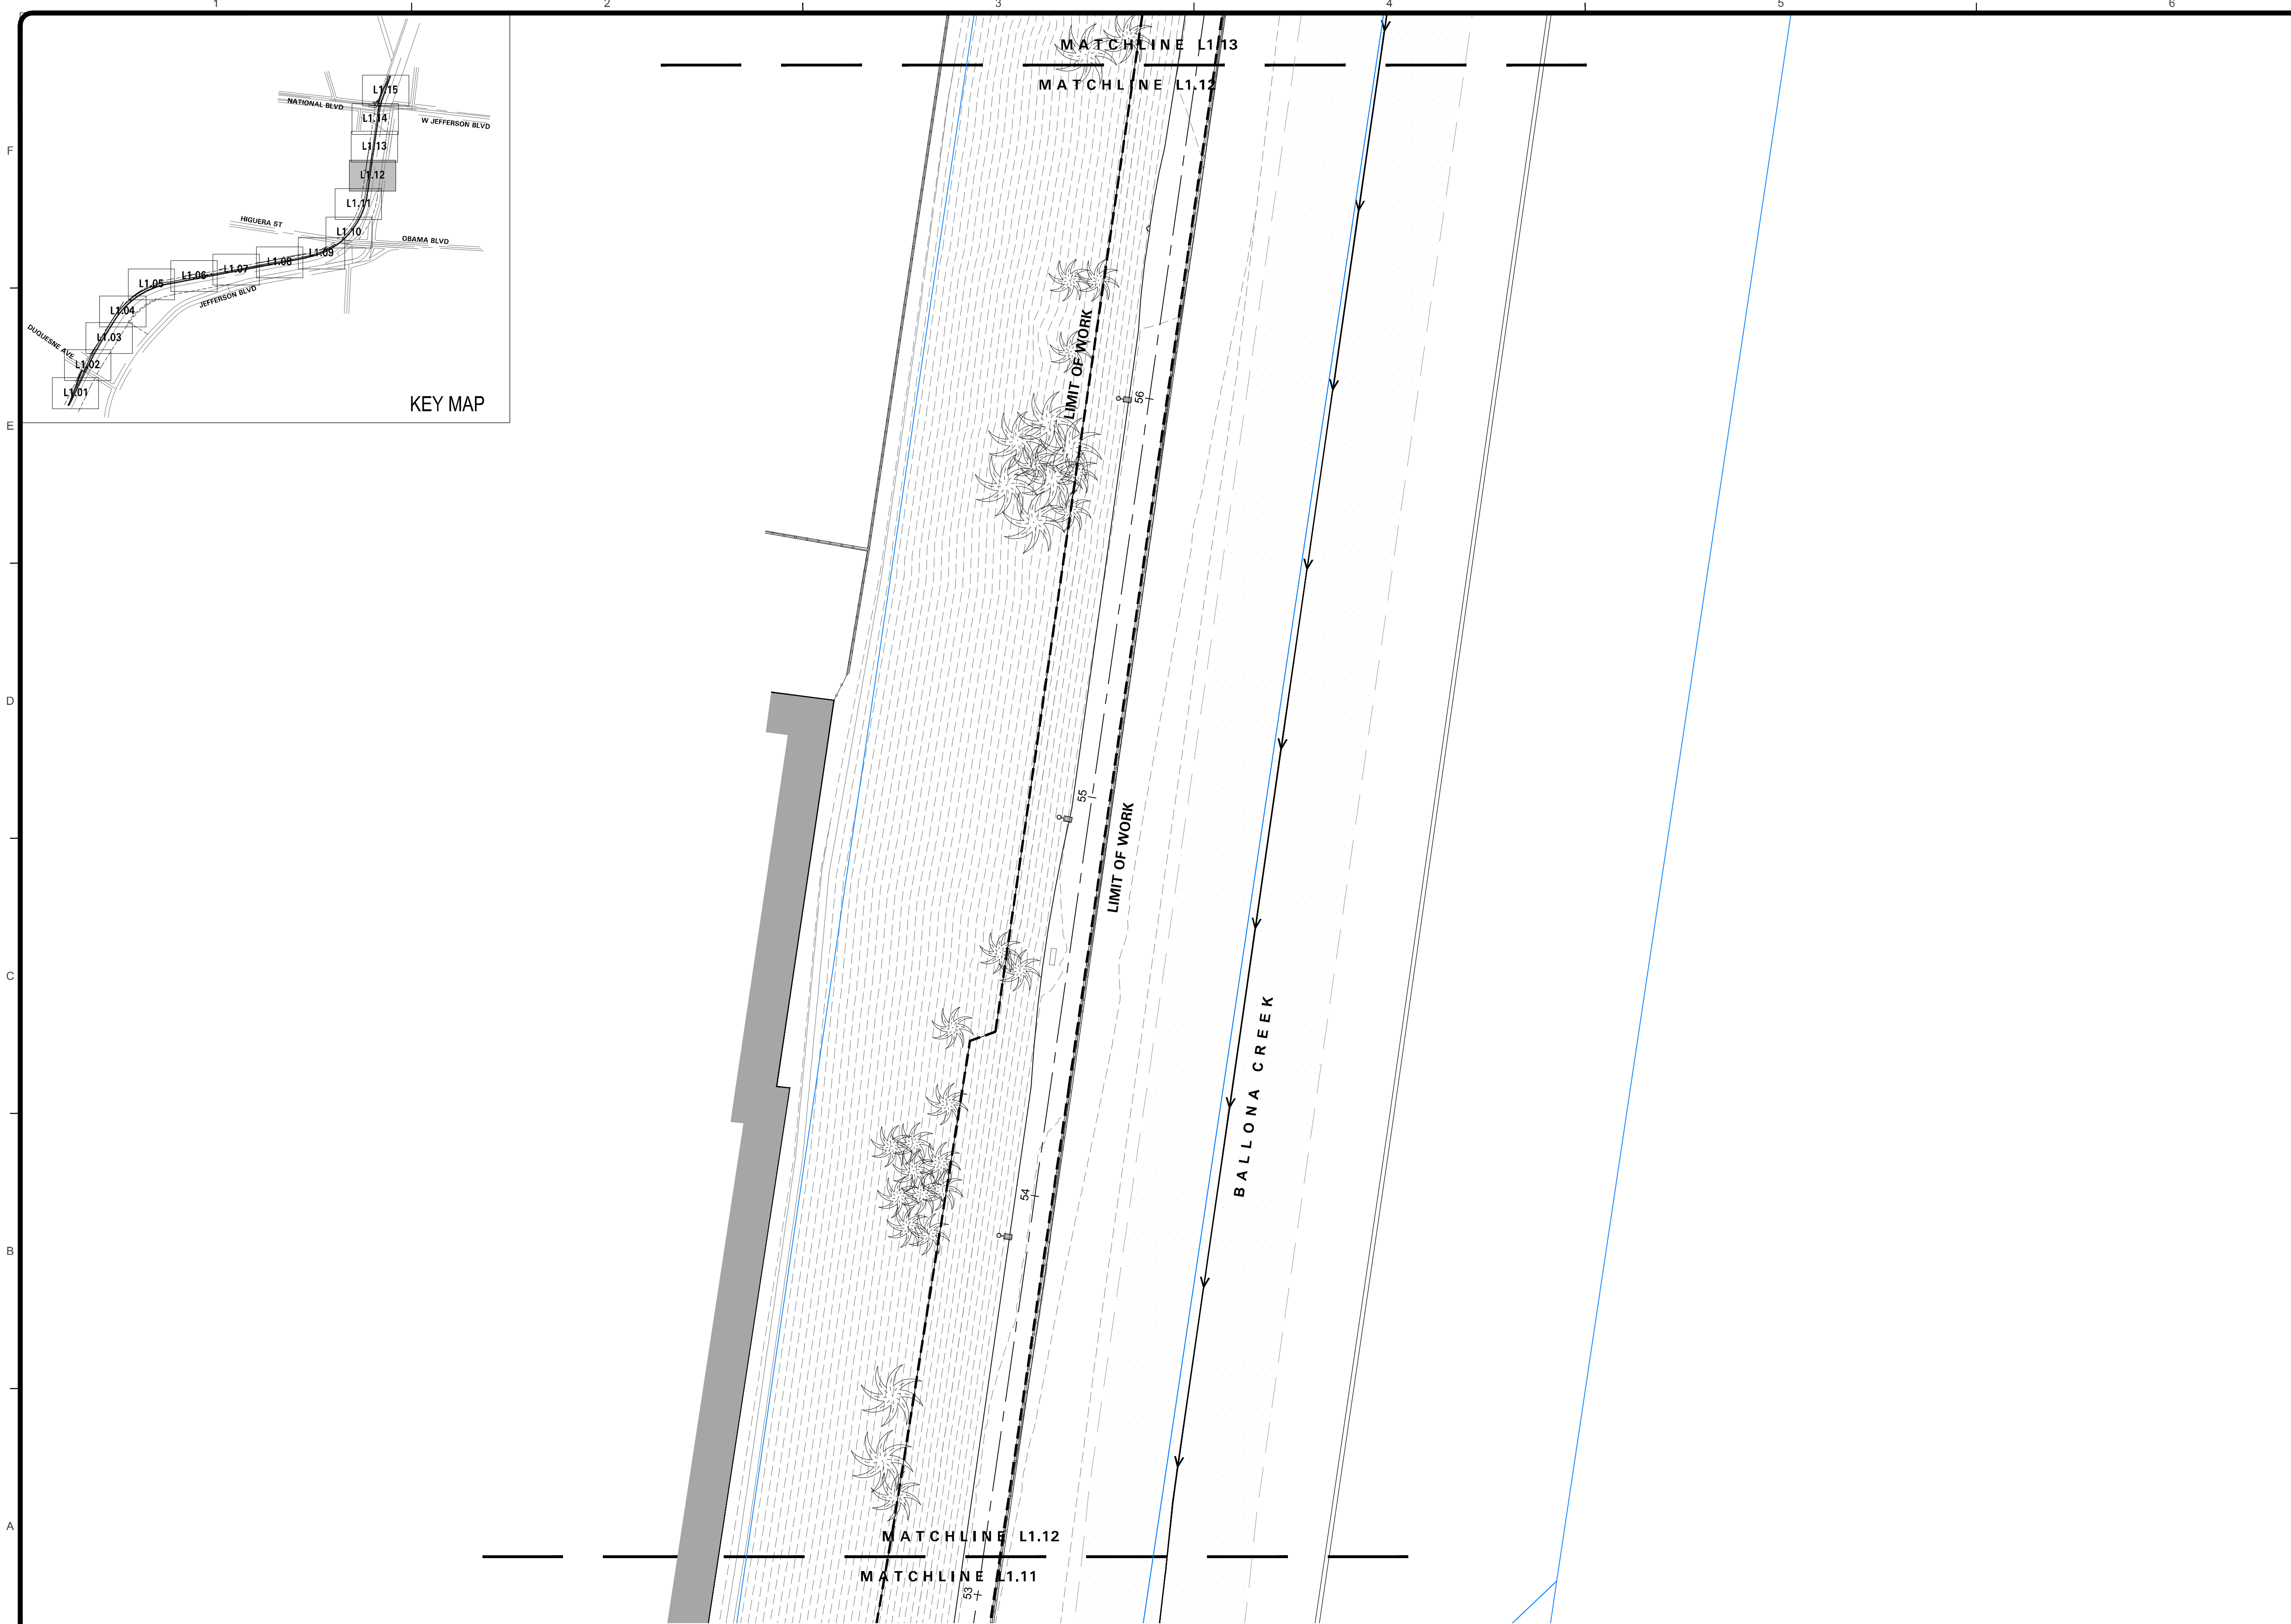 1 2 3 4 5 6
F
E
D
C
B
A
L1.15
NATIONAL BLVD
W JEFFERSON BLVD
L1.14
L1.13
L1.12
L1.11
HIGUERA ST
L1.10
OBAMA BLVD
L1.09
L1.08
L1.07
L1.06
L1.05
JEFFERSON BLVD
L1.04
DUQUESNE AVE
L1.03
L1.02
L1.01
KEY MAP
MATCHLINE L1.13
MATCHLINE L1.12
LIMIT OF WORK
56
55
LIMIT OF WORK
BALLONA CREEK
54
MATCHLINE L1.12
MATCHLINE L1.11
53